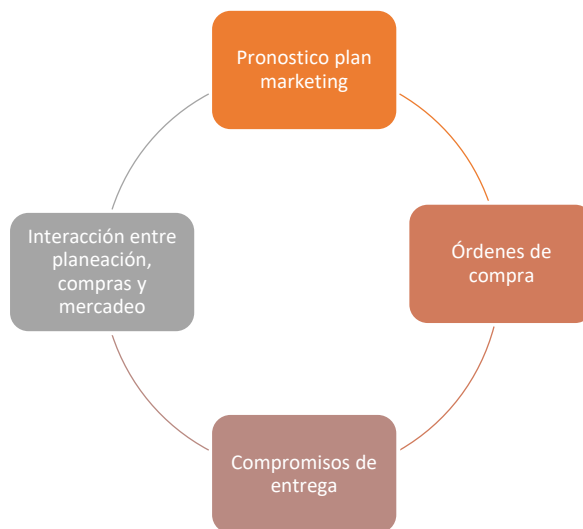 Pronostico plan
marketing
Órdenes de
compra
Compromisos de
entrega
Interacción entre
planeación,
compras y
mercadeo